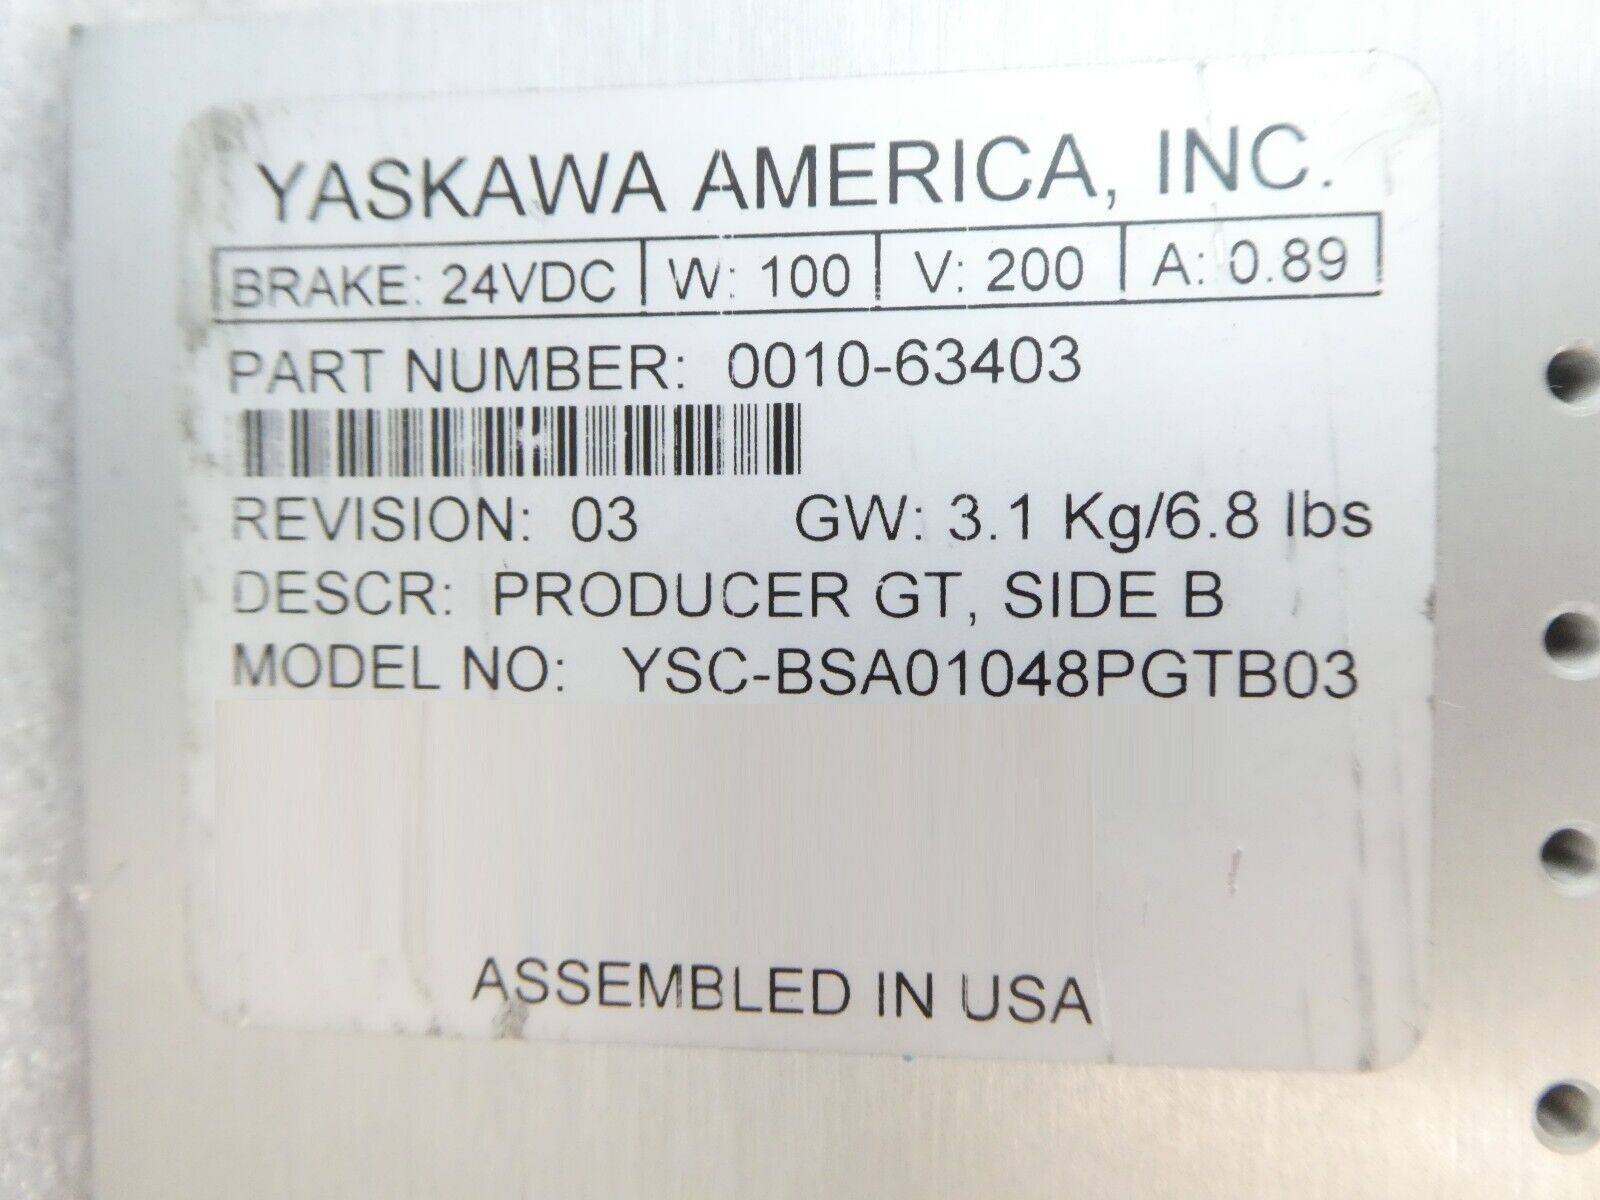 YASKAWA AMERICA, INC.
BRAKE: 24VDC W: 100 V: 200 A: 0.89
PART NUMBER: 0010-63403
REVISION: 03 GW: 3.1 Kg/6.8 lbs
DESCR: PRODUCER GT, SIDE B
MODEL NO: YSC-BSA01048PGTB03
ASSEMBLED IN USA